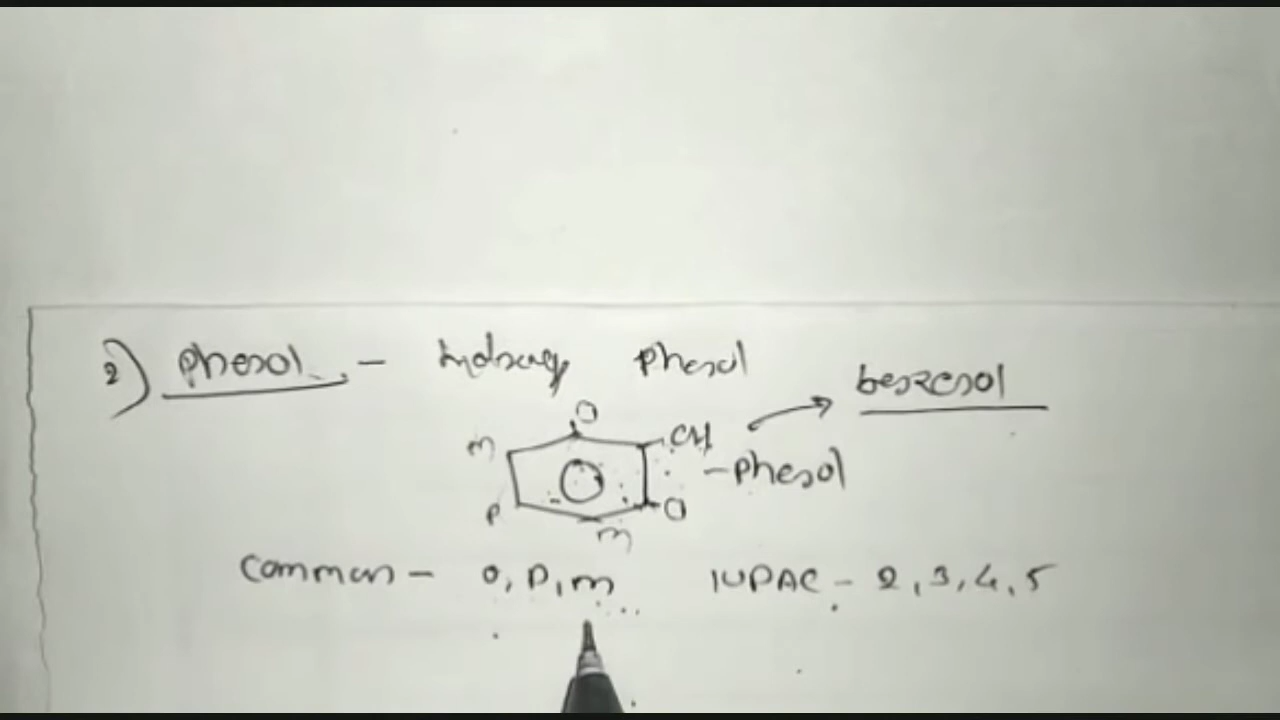 2) phenol - hydroxy phenol
benzenol
O
m OH
-phenol
P O
m
common - o, p, m IUPAC - 2, 3, 4, 5